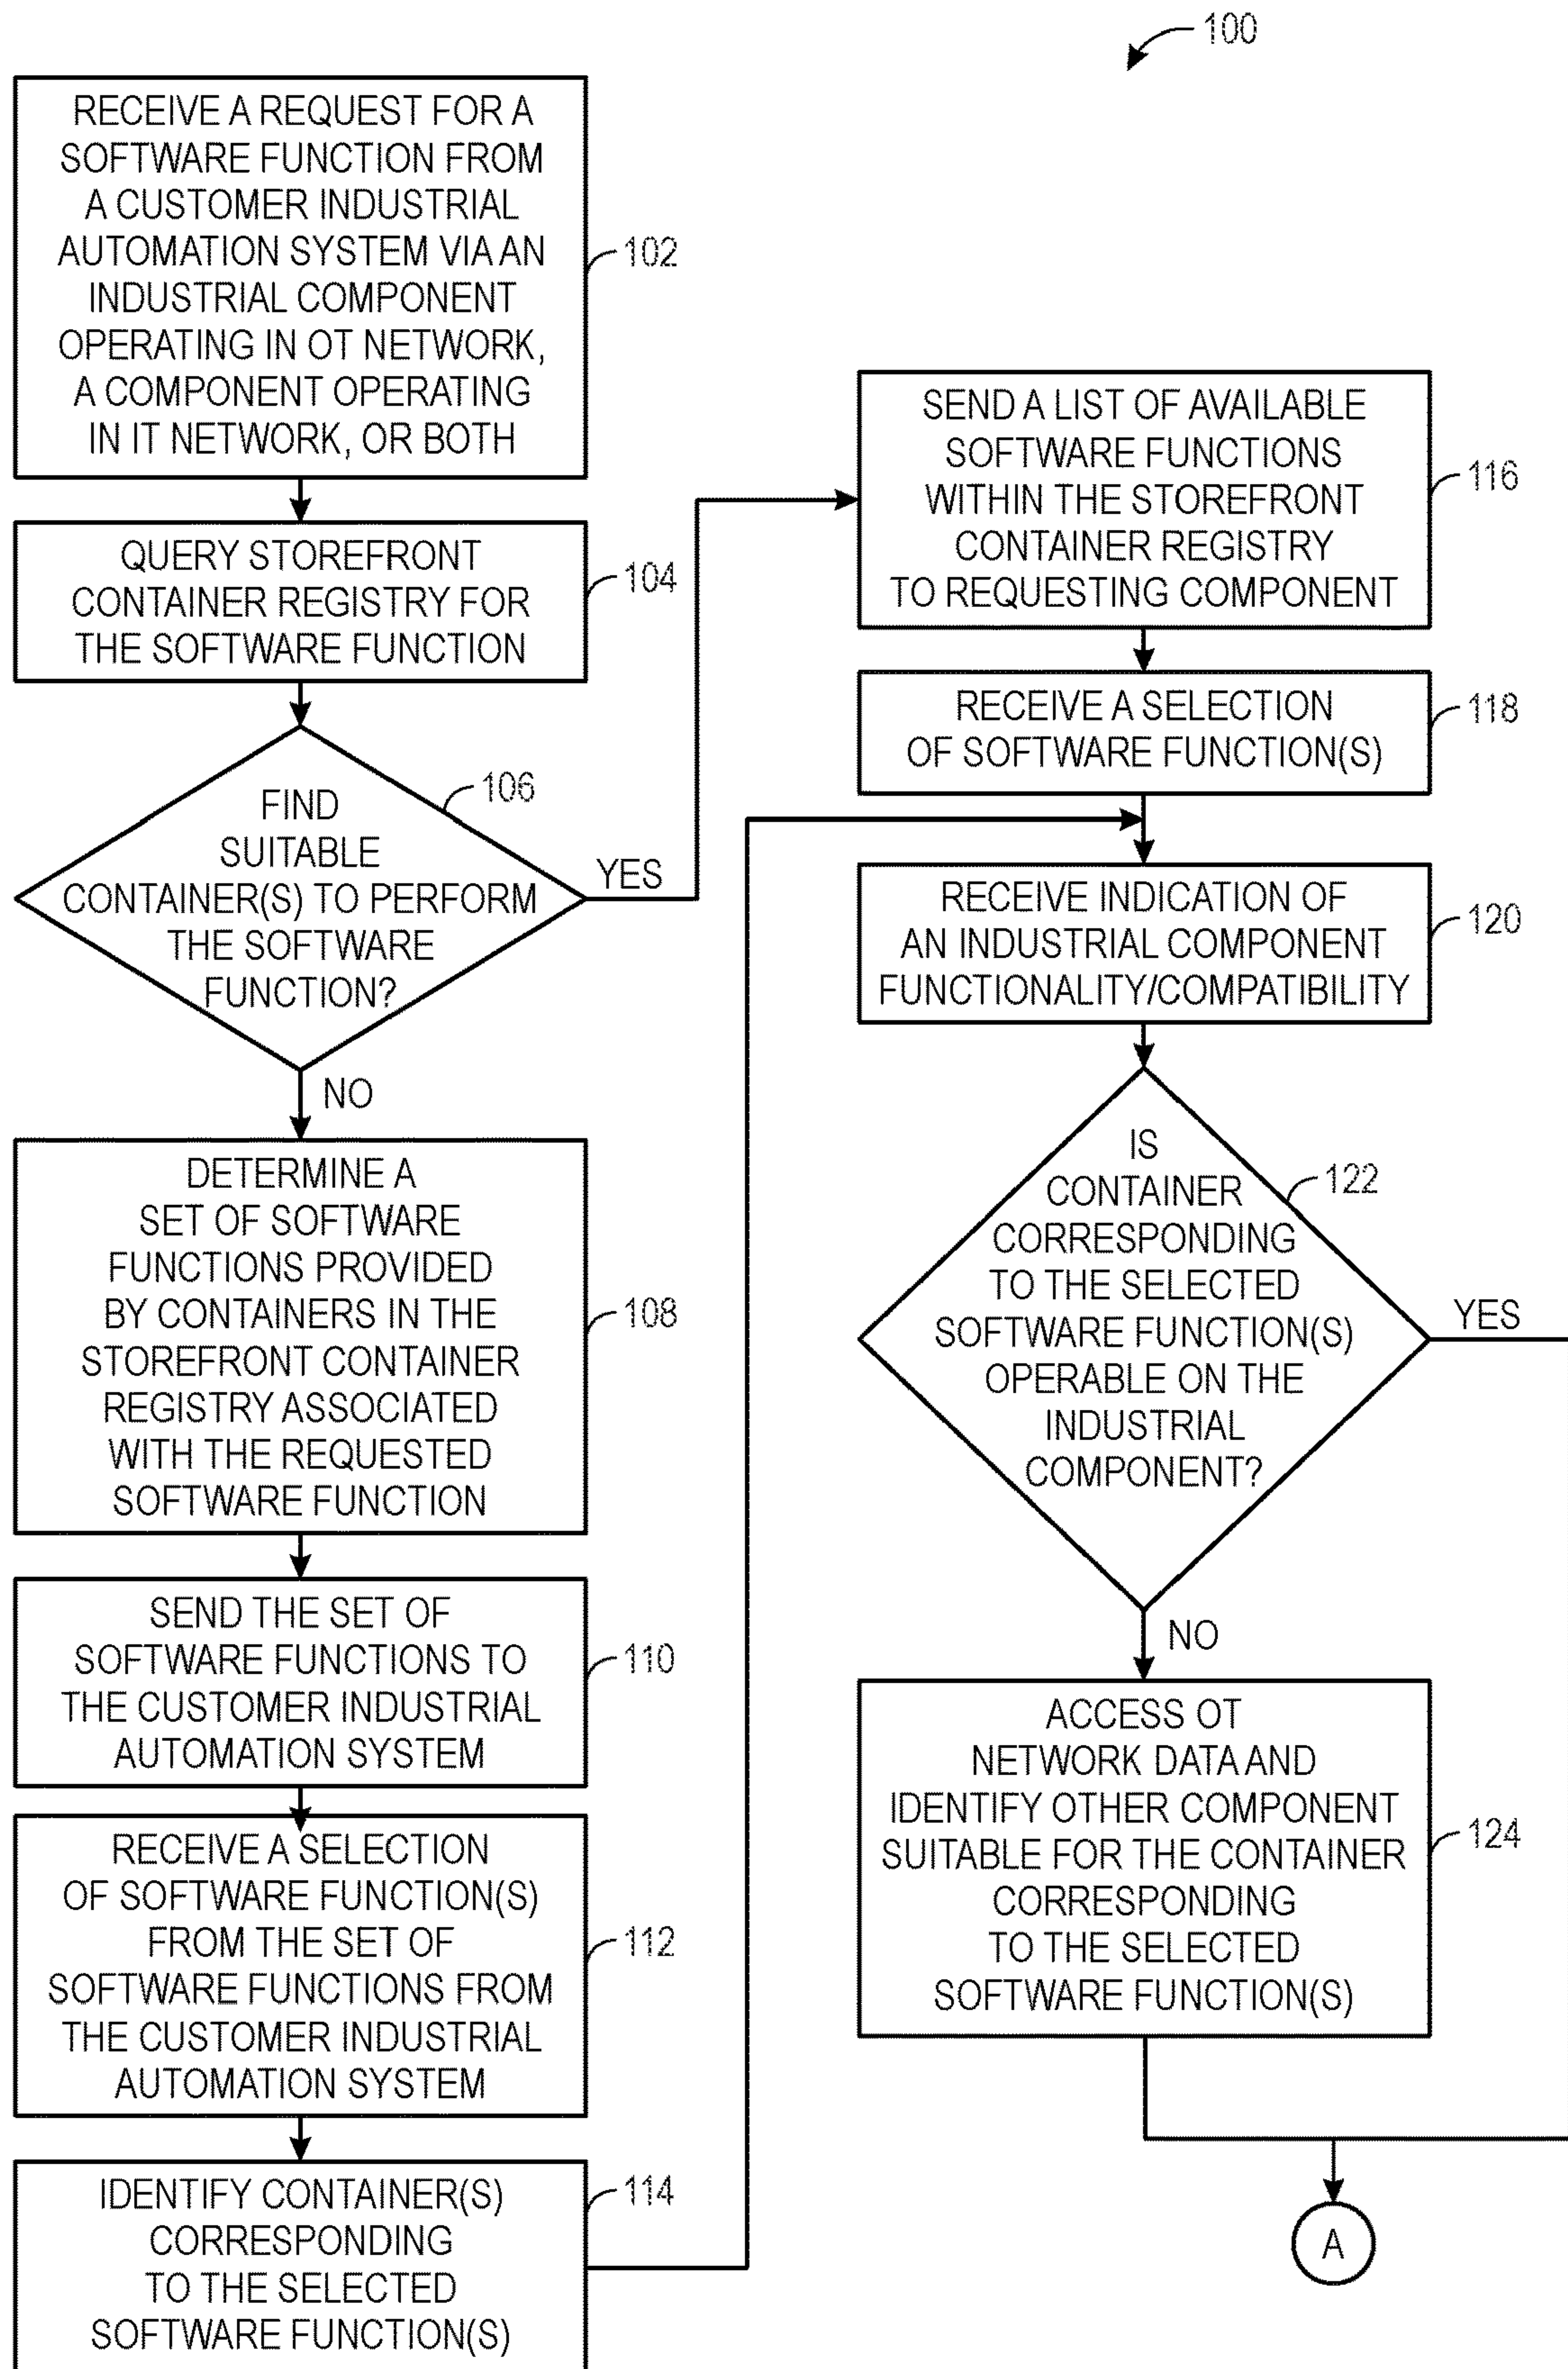 100
RECEIVE A REQUEST FOR A
SOFTWARE FUNCTION FROM
A CUSTOMER INDUSTRIAL
AUTOMATION SYSTEM VIA AN
INDUSTRIAL COMPONENT
OPERATING IN OT NETWORK,
A COMPONENT OPERATING
IN IT NETWORK, OR BOTH
102
QUERY STOREFRONT
CONTAINER REGISTRY FOR
THE SOFTWARE FUNCTION
104
FIND
SUITABLE
CONTAINER(S) TO PERFORM
THE SOFTWARE
FUNCTION?
106
YES
NO
DETERMINE A
SET OF SOFTWARE
FUNCTIONS PROVIDED
BY CONTAINERS IN THE
STOREFRONT CONTAINER
REGISTRY ASSOCIATED
WITH THE REQUESTED
SOFTWARE FUNCTION
108
SEND THE SET OF
SOFTWARE FUNCTIONS TO
THE CUSTOMER INDUSTRIAL
AUTOMATION SYSTEM
110
RECEIVE A SELECTION
OF SOFTWARE FUNCTION(S)
FROM THE SET OF
SOFTWARE FUNCTIONS FROM
THE CUSTOMER INDUSTRIAL
AUTOMATION SYSTEM
112
IDENTIFY CONTAINER(S)
CORRESPONDING
TO THE SELECTED
SOFTWARE FUNCTION(S)
114
SEND A LIST OF AVAILABLE
SOFTWARE FUNCTIONS
WITHIN THE STOREFRONT
CONTAINER REGISTRY
TO REQUESTING COMPONENT
116
RECEIVE A SELECTION
OF SOFTWARE FUNCTION(S)
118
RECEIVE INDICATION OF
AN INDUSTRIAL COMPONENT
FUNCTIONALITY/COMPATIBILITY
120
IS
CONTAINER
CORRESPONDING
TO THE SELECTED
SOFTWARE FUNCTION(S)
OPERABLE ON THE
INDUSTRIAL
COMPONENT?
122
YES
NO
ACCESS OT
NETWORK DATA AND
IDENTIFY OTHER COMPONENT
SUITABLE FOR THE CONTAINER
CORRESPONDING
TO THE SELECTED
SOFTWARE FUNCTION(S)
124
A